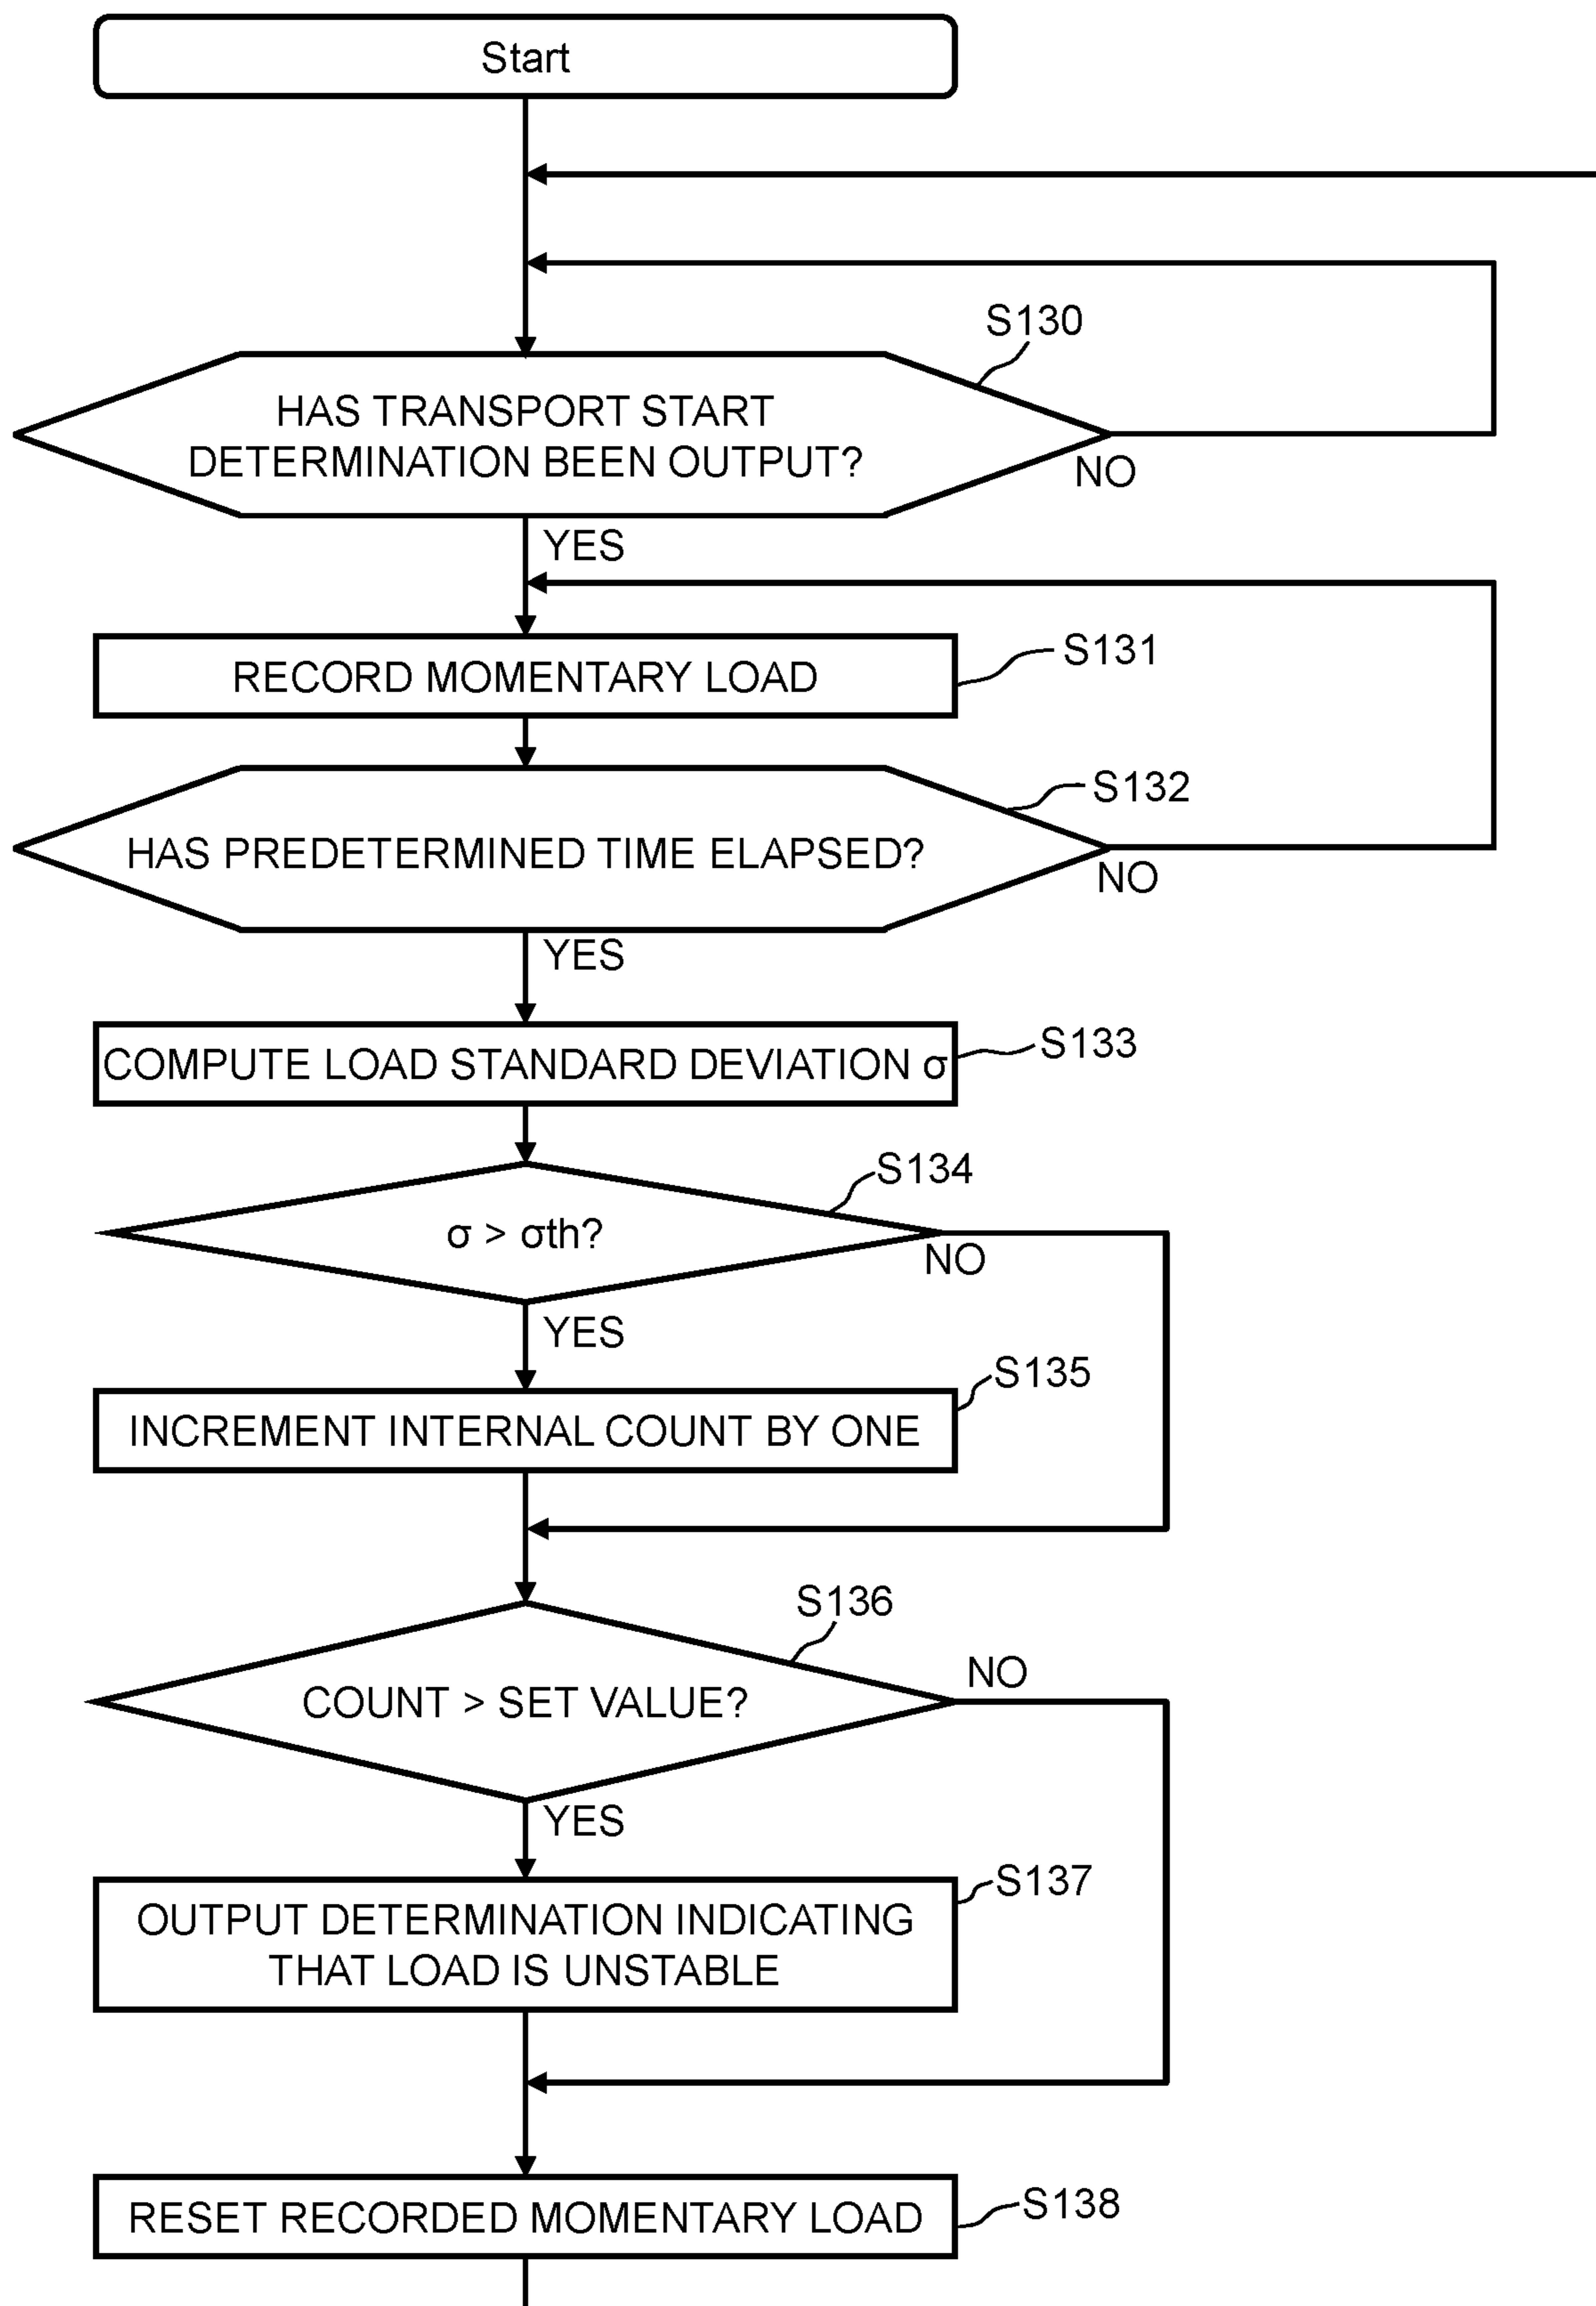 Start
S130
HAS TRANSPORT START
DETERMINATION BEEN OUTPUT?
NO
YES
RECORD MOMENTARY LOAD
S131
S132
HAS PREDETERMINED TIME ELAPSED?
NO
YES
COMPUTE LOAD STANDARD DEVIATION σ
S133
S134
σ > σth?
NO
YES
S135
INCREMENT INTERNAL COUNT BY ONE
S136
NO
COUNT > SET VALUE?
YES
S137
OUTPUT DETERMINATION INDICATING
THAT LOAD IS UNSTABLE
RESET RECORDED MOMENTARY LOAD
S138